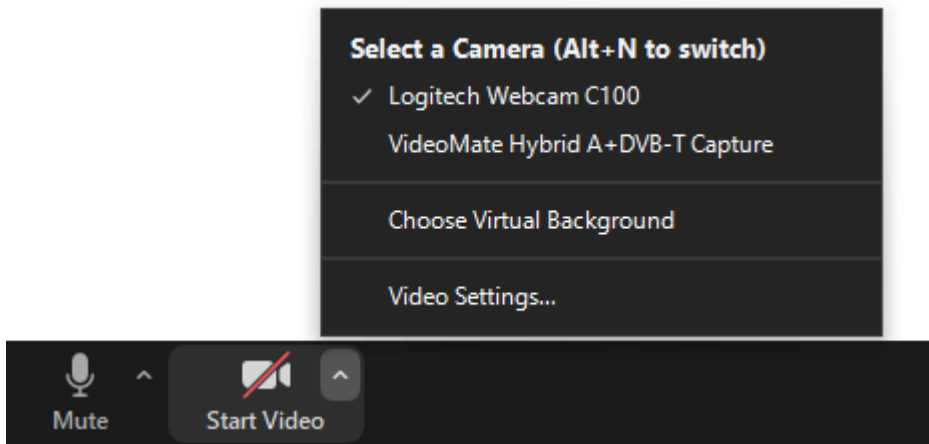 Select a Camera (Alt+N to switch)
Logitech Webcam C100
VideoMate Hybrid A+DVB-T Capture
Choose Virtual Background
Video Settings...
Mute
Start Video